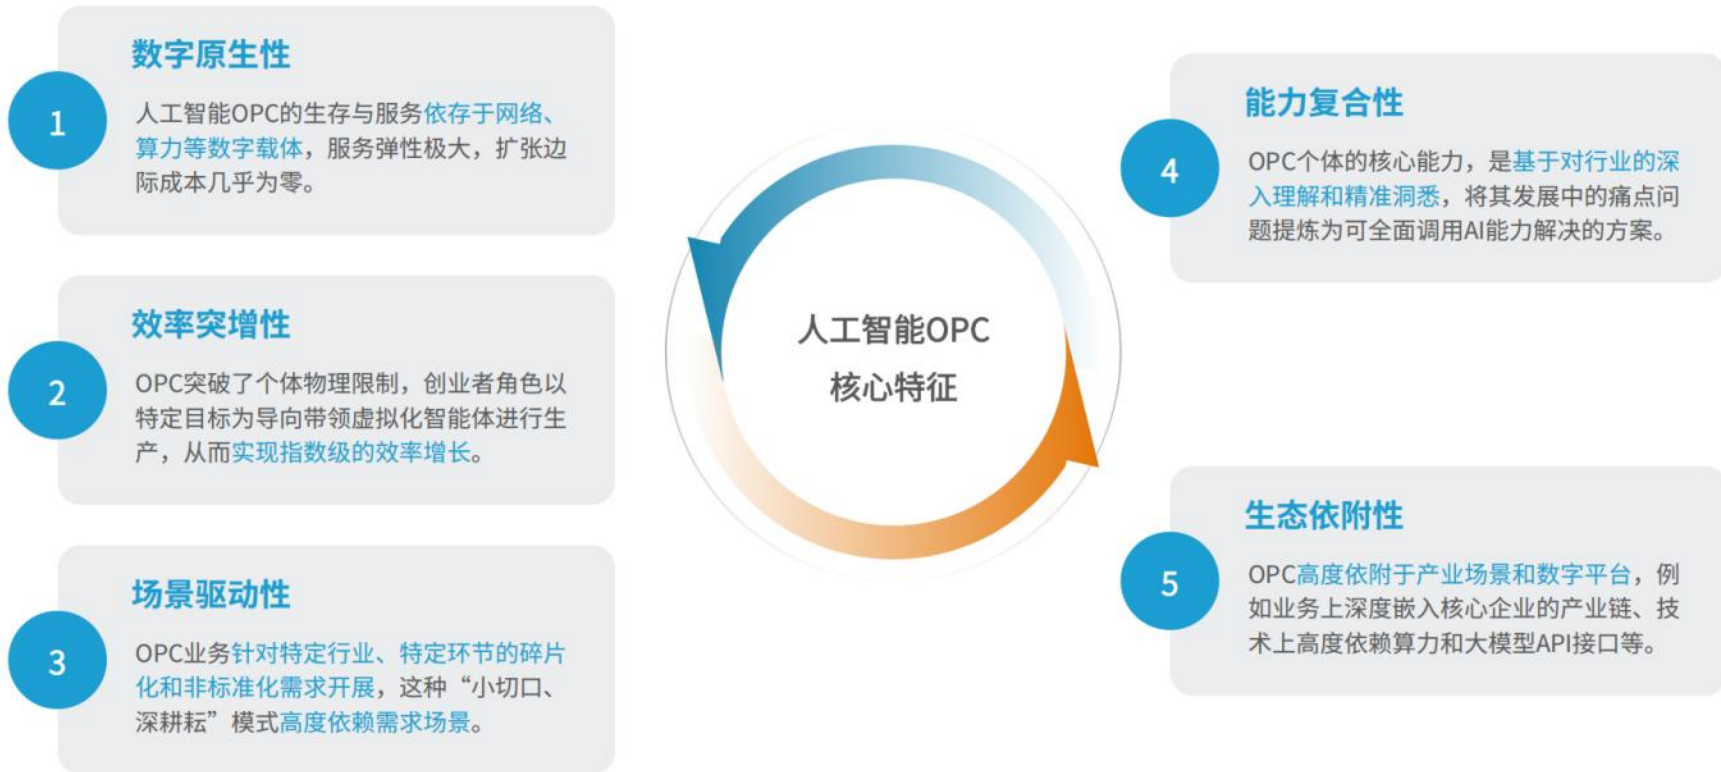 1
数字原生性
人工智能OPC的生存与服务依存于网络、
算力等数字载体，服务弹性极大，扩张边
际成本几乎为零。
2
效率突增性
OPC突破了个体物理限制，创业者角色以
特定目标为导向带领虚拟化智能体进行生
产，从而实现指数级的效率增长。
3
场景驱动性
OPC业务针对特定行业、特定环节的碎片
化和非标准化需求开展，这种“小切口、
深耕耘”模式高度依赖需求场景。
人工智能OPC
核心特征
4
能力复合性
OPC个体的核心能力，是基于对行业的深
入理解和精准洞悉，将其发展中的痛点问
题提炼为可全面调用AI能力解决的方案。
5
生态依附性
OPC高度依附于产业场景和数字平台，例
如业务上深度嵌入核心企业的产业链、技
术上高度依赖算力和大模型API接口等。